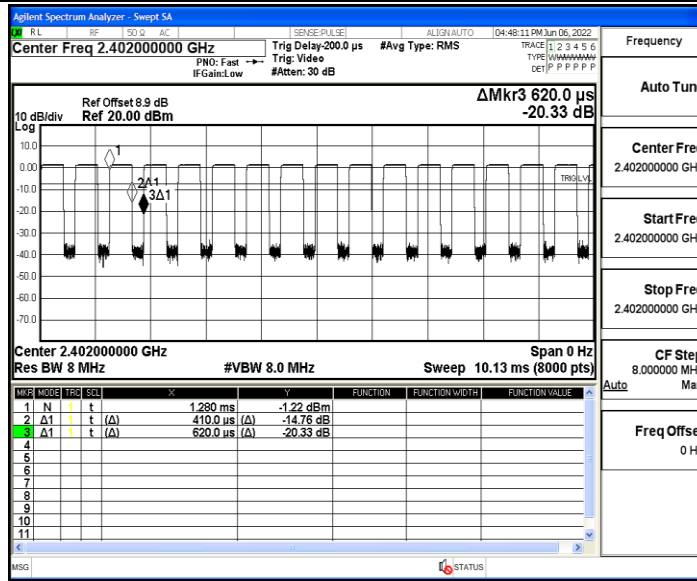 Agilent Spectrum Analyzer - Swept SA
RL RF 50 Ω AC SENSE:PULSE ALIGN AUTO 04:48:11 PM Jun 06, 2022
Center Freq 2.402000000 GHz
PNO: Fast
IFGain:Low
Trig Delay-200.0 µs
Trig: Video
#Atten: 30 dB
#Avg Type: RMS
TRACE 1 2 3 4 5 6
TYPE
DET P P P P P P
Frequency
Auto Tun
Center Fre
2.402000000 GH
Start Fre
2.402000000 GH
Stop Fre
2.402000000 GH
CF Step
8.000000 MH
Auto Ma
Freq Offse
0 H
ΔMkr3 620.0 µs
-20.33 dB
Ref Offset 8.9 dB
10 dB/div Ref 20.00 dBm
Log
10.0
0.00
-10.0
-20.0
-30.0
-40.0
-50.0
-60.0
-70.0
1
2Δ1
3Δ1
TRIG LVL
Center 2.402000000 GHz Span 0 Hz
Res BW 8 MHz #VBW 8.0 MHz Sweep 10.13 ms (8000 pts)
MKR MODE TRC SCL X Y FUNCTION FUNCTION WIDTH FUNCTION VALUE
1 N 1 t 1.280 ms -1.22 dBm
2 Δ1 1 t (Δ) 410.0 µs (Δ) -14.76 dB
3 Δ1 1 t (Δ) 620.0 µs (Δ) -20.33 dB
4
5
6
7
8
9
10
11
MSG STATUS